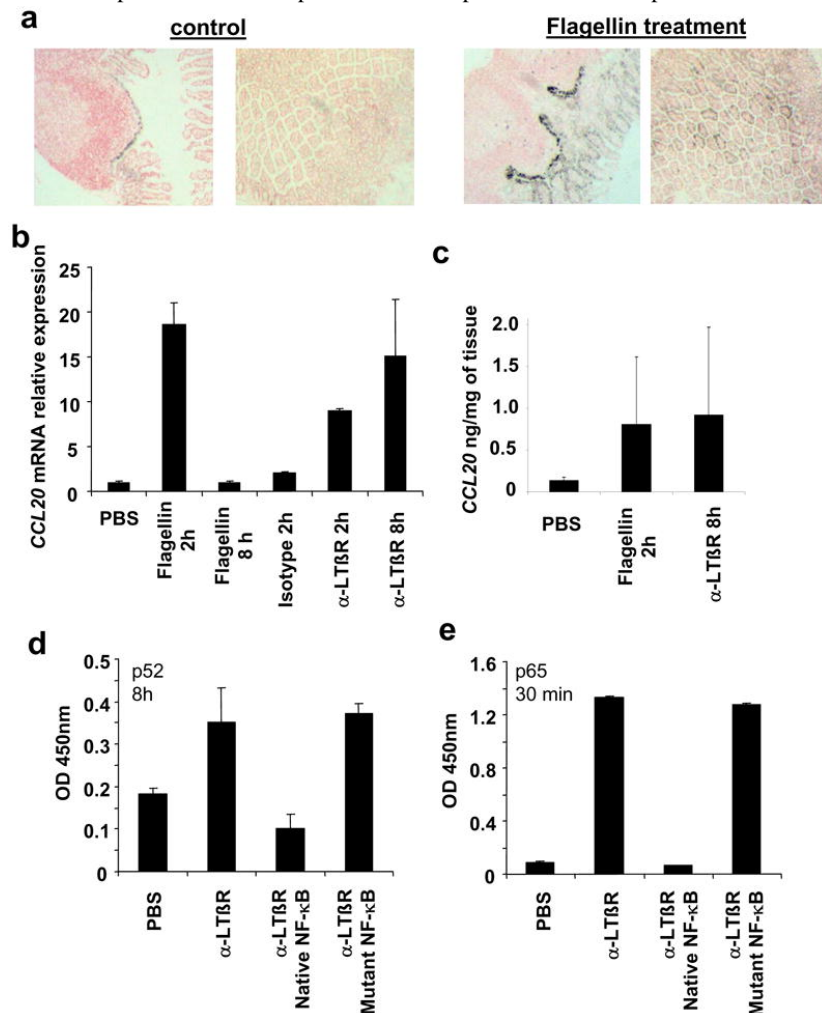 a
control
Flagellin treatment
b
CCL20 mRNA relative expression
25
20
15
10
5
0
PBS
Flagellin 2h
Flagellin 8 h
Isotype 2h
α-LTßR 2h
α-LTßR 8h
c
CCL20 ng/mg of tissue
2.0
1.5
1.0
0.5
0
PBS
Flagellin 2h
α-LTßR 8h
d
p52
8h
OD 450nm
0.5
0.4
0.3
0.2
0.1
0
PBS
α-LTßR
α-LTßR
Native NF-κB
α-LTßR
Mutant NF-κB
e
p65
30 min
OD 450nm
1.6
1.2
0.8
0.4
0
PBS
α-LTßR
α-LTßR
Native NF-κB
α-LTßR
Mutant NF-κB